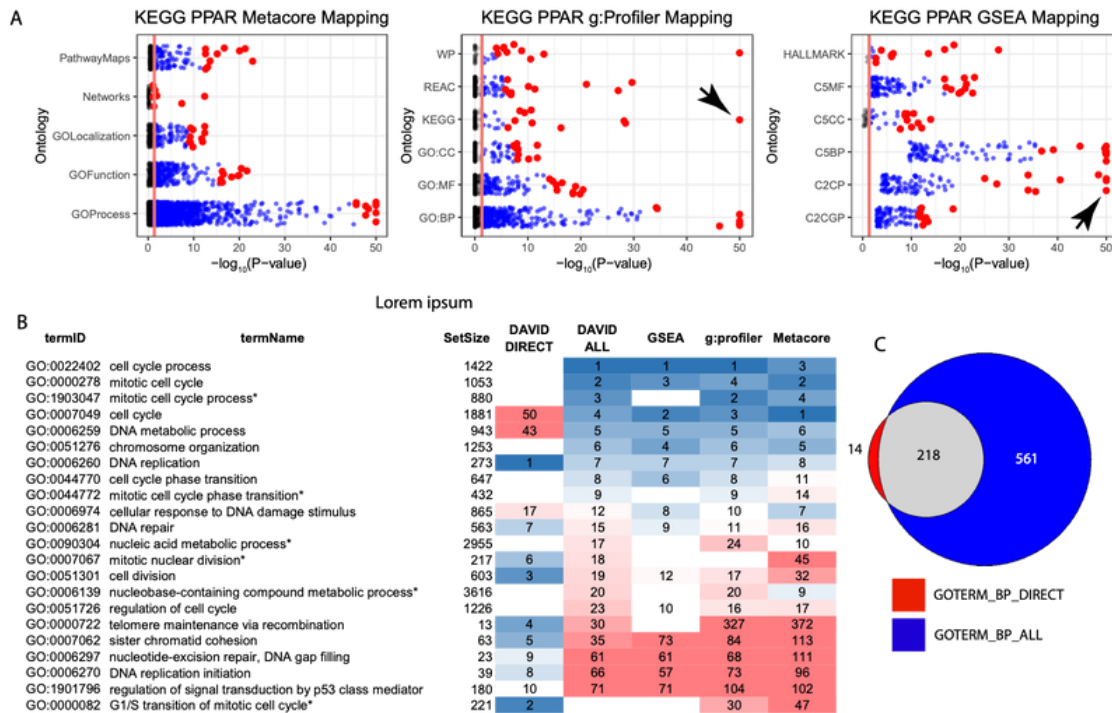 A
KEGG PPAR Metacore Mapping
KEGG PPAR g:Profiler Mapping
KEGG PPAR GSEA Mapping
Ontology
PathwayMaps
Networks
GOLocalization
GOFunction
GOProcess
0 10 20 30 40 50
−log10(P−value)
Ontology
WP
REAC
KEGG
GO:CC
GO:MF
GO:BP
0 10 20 30 40 50
−log10(P−value)
Ontology
HALLMARK
C5MF
C5CC
C5BP
C2CP
C2CGP
0 10 20 30 40 50
−log10(P−value)
Lorem ipsum
B
termID termName SetSize DAVID DIRECT DAVID ALL GSEA g:profiler Metacore
GO:0022402 cell cycle process 1422 1 1 1 3
GO:0000278 mitotic cell cycle 1053 2 3 4 2
GO:1903047 mitotic cell cycle process* 880 3 2 4
GO:0007049 cell cycle 1881 50 4 2 3 1
GO:0006259 DNA metabolic process 943 43 5 5 5 6
GO:0051276 chromosome organization 1253 6 4 6 5
GO:0006260 DNA replication 273 1 7 7 7 8
GO:0044770 cell cycle phase transition 647 8 6 8 11
GO:0044772 mitotic cell cycle phase transition* 432 9 9 14
GO:0006974 cellular response to DNA damage stimulus 865 17 12 8 10 7
GO:0006281 DNA repair 563 7 15 9 11 16
GO:0090304 nucleic acid metabolic process* 2955 17 24 10
GO:0007067 mitotic nuclear division* 217 6 18 45
GO:0051301 cell division 603 3 19 12 17 32
GO:0006139 nucleobase-containing compound metabolic process* 3616 20 20 9
GO:0051726 regulation of cell cycle 1226 23 10 16 17
GO:0000722 telomere maintenance via recombination 13 4 30 327 372
GO:0007062 sister chromatid cohesion 63 5 35 73 84 113
GO:0006297 nucleotide-excision repair, DNA gap filling 23 9 61 61 68 111
GO:0006270 DNA replication initiation 39 8 66 57 73 96
GO:1901796 regulation of signal transduction by p53 class mediator 180 10 71 71 104 102
GO:0000082 G1/S transition of mitotic cell cycle* 221 2 30 47
C
14
218
561
GOTERM_BP_DIRECT
GOTERM_BP_ALL